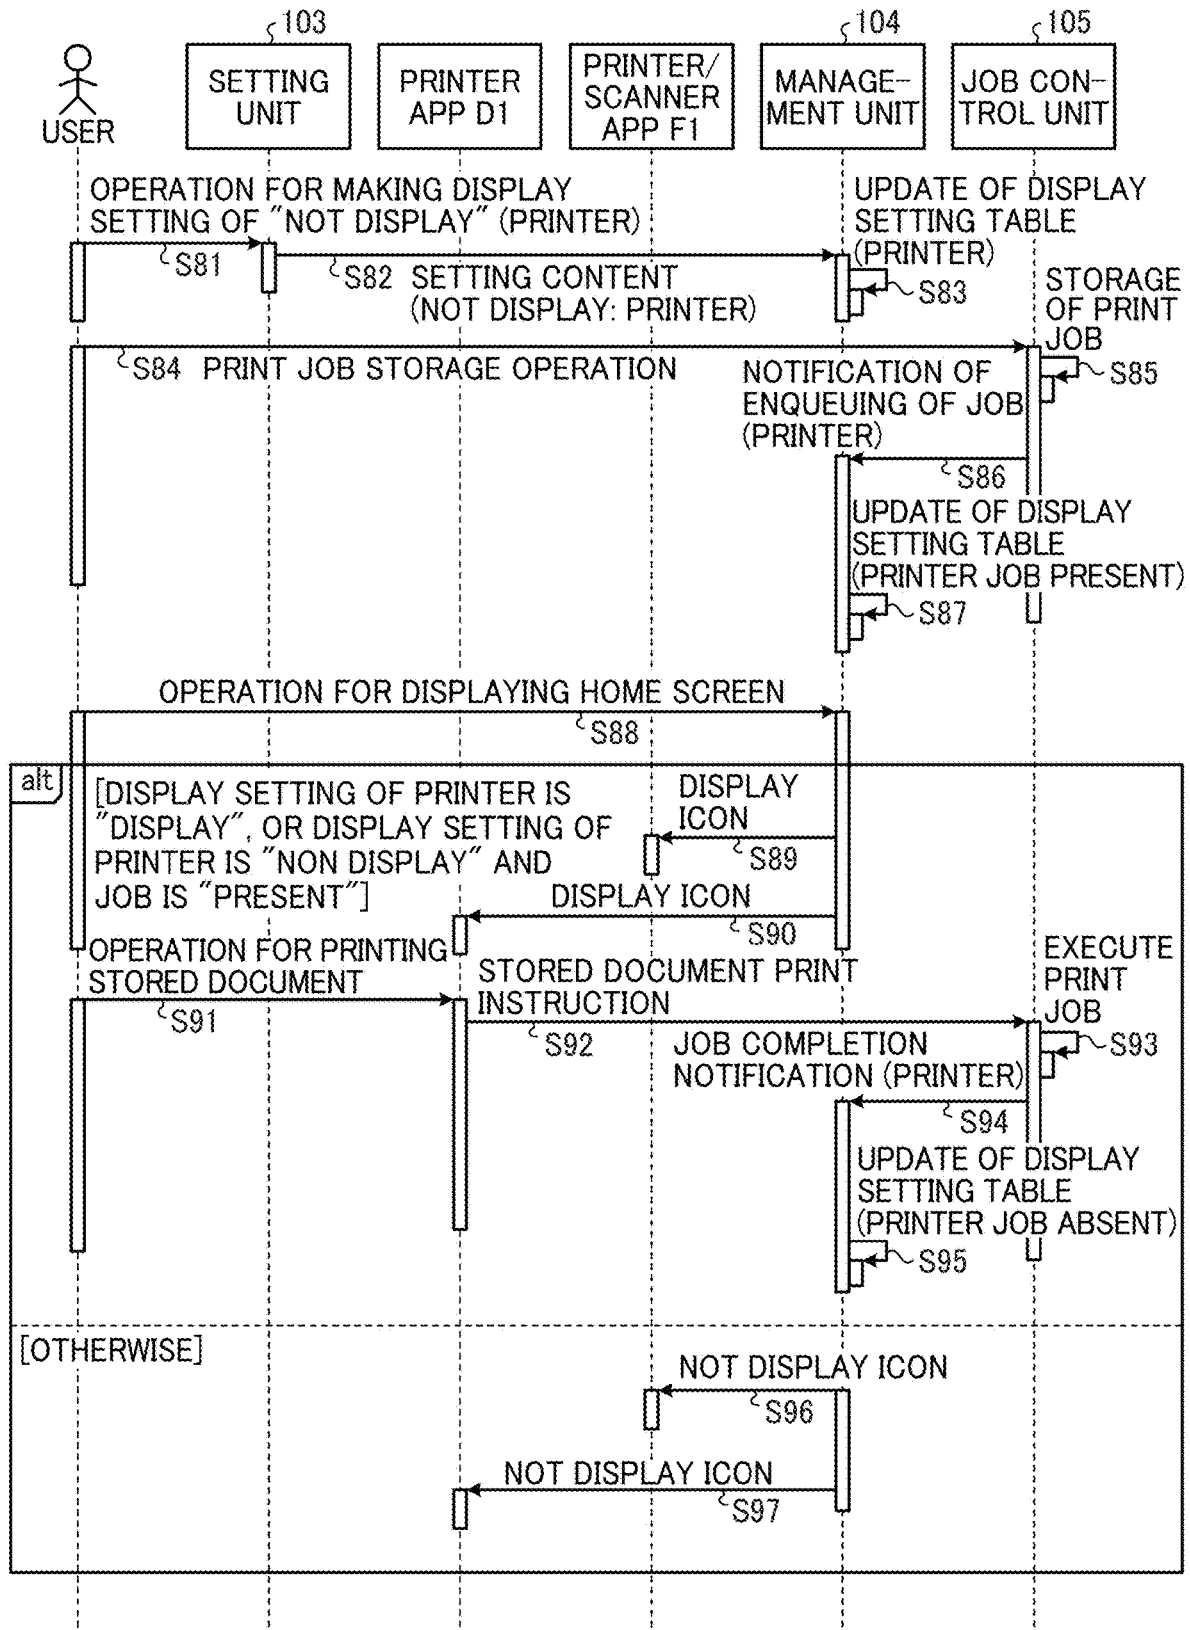 103
104
105
USER
SETTING
UNIT
PRINTER
APP D1
PRINTER/
SCANNER
APP F1
MANAGE-
MENT UNIT
JOB CON-
TROL UNIT
OPERATION FOR MAKING DISPLAY
SETTING OF "NOT DISPLAY" (PRINTER)
UPDATE OF DISPLAY
SETTING TABLE
(PRINTER)
S81
S82
SETTING CONTENT
(NOT DISPLAY: PRINTER)
S83
STORAGE
OF PRINT
JOB
S84
PRINT JOB STORAGE OPERATION
S85
NOTIFICATION OF
ENQUEUING OF JOB
(PRINTER)
S86
UPDATE OF DISPLAY
SETTING TABLE
(PRINTER JOB PRESENT)
S87
OPERATION FOR DISPLAYING HOME SCREEN
S88
alt
[DISPLAY SETTING OF PRINTER IS
"DISPLAY", OR DISPLAY SETTING OF
PRINTER IS "NON DISPLAY" AND
JOB IS "PRESENT"]
DISPLAY
ICON
S89
DISPLAY ICON
S90
OPERATION FOR PRINTING
STORED DOCUMENT
S91
STORED DOCUMENT PRINT
INSTRUCTION
S92
EXECUTE
PRINT
JOB
S93
JOB COMPLETION
NOTIFICATION (PRINTER)
S94
UPDATE OF DISPLAY
SETTING TABLE
(PRINTER JOB ABSENT)
S95
[OTHERWISE]
NOT DISPLAY ICON
S96
NOT DISPLAY ICON
S97